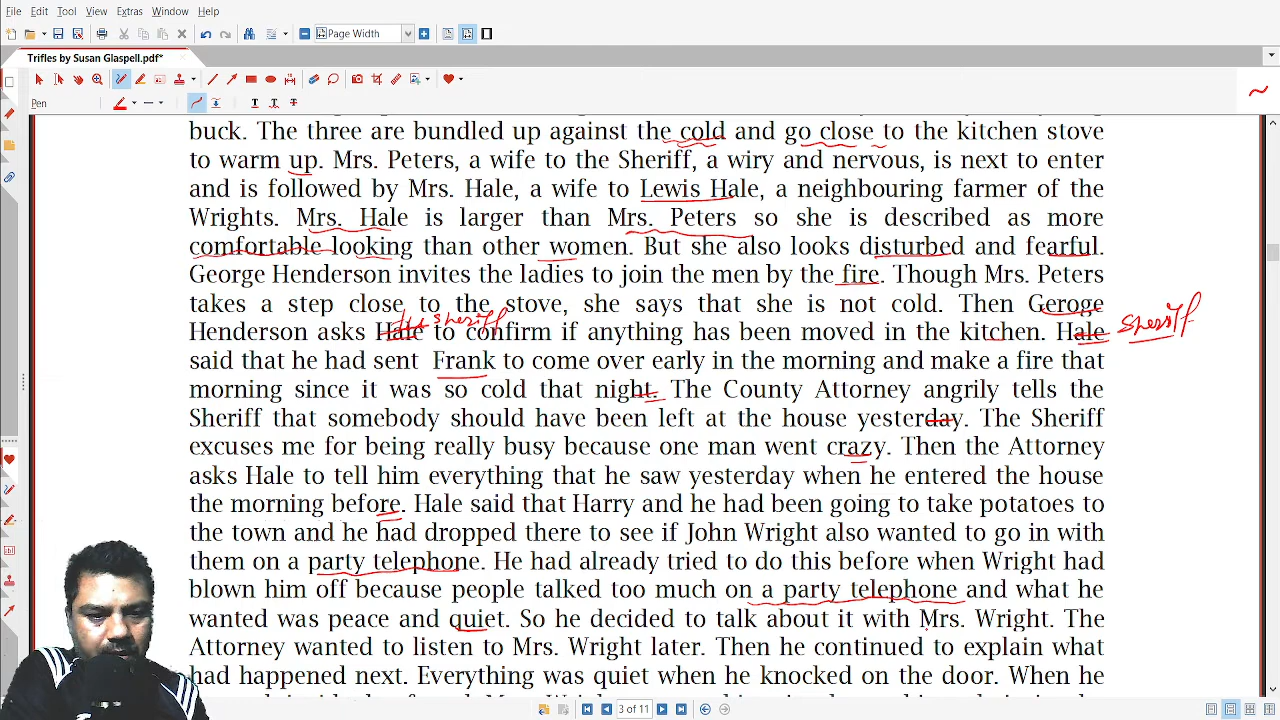 File Edit Tool View Extras Window Help
Page Width
Trifles by Susan Glaspell.pdf*
Pen
buck. The three are bundled up against the cold and go close to the kitchen stove
to warm up. Mrs. Peters, a wife to the Sheriff, a wiry and nervous, is next to enter
and is followed by Mrs. Hale, a wife to Lewis Hale, a neighbouring farmer of the
Wrights. Mrs. Hale is larger than Mrs. Peters so she is described as more
comfortable looking than other women. But she also looks disturbed and fearful.
George Henderson invites the ladies to join the men by the fire. Though Mrs. Peters
takes a step close to the stove, she says that she is not cold. Then Geroge
sheriff
Henderson asks Hale to confirm if anything has been moved in the kitchen. Hale sheriff
said that he had sent Frank to come over early in the morning and make a fire that
morning since it was so cold that night. The County Attorney angrily tells the
Sheriff that somebody should have been left at the house yesterday. The Sheriff
excuses me for being really busy because one man went crazy. Then the Attorney
asks Hale to tell him everything that he saw yesterday when he entered the house
the morning before. Hale said that Harry and he had been going to take potatoes to
the town and he had dropped there to see if John Wright also wanted to go in with
them on a party telephone. He had already tried to do this before when Wright had
blown him off because people talked too much on a party telephone and what he
wanted was peace and quiet. So he decided to talk about it with Mrs. Wright. The
Attorney wanted to listen to Mrs. Wright later. Then he continued to explain what
had happened next. Everything was quiet when he knocked on the door. When he
3 of 11